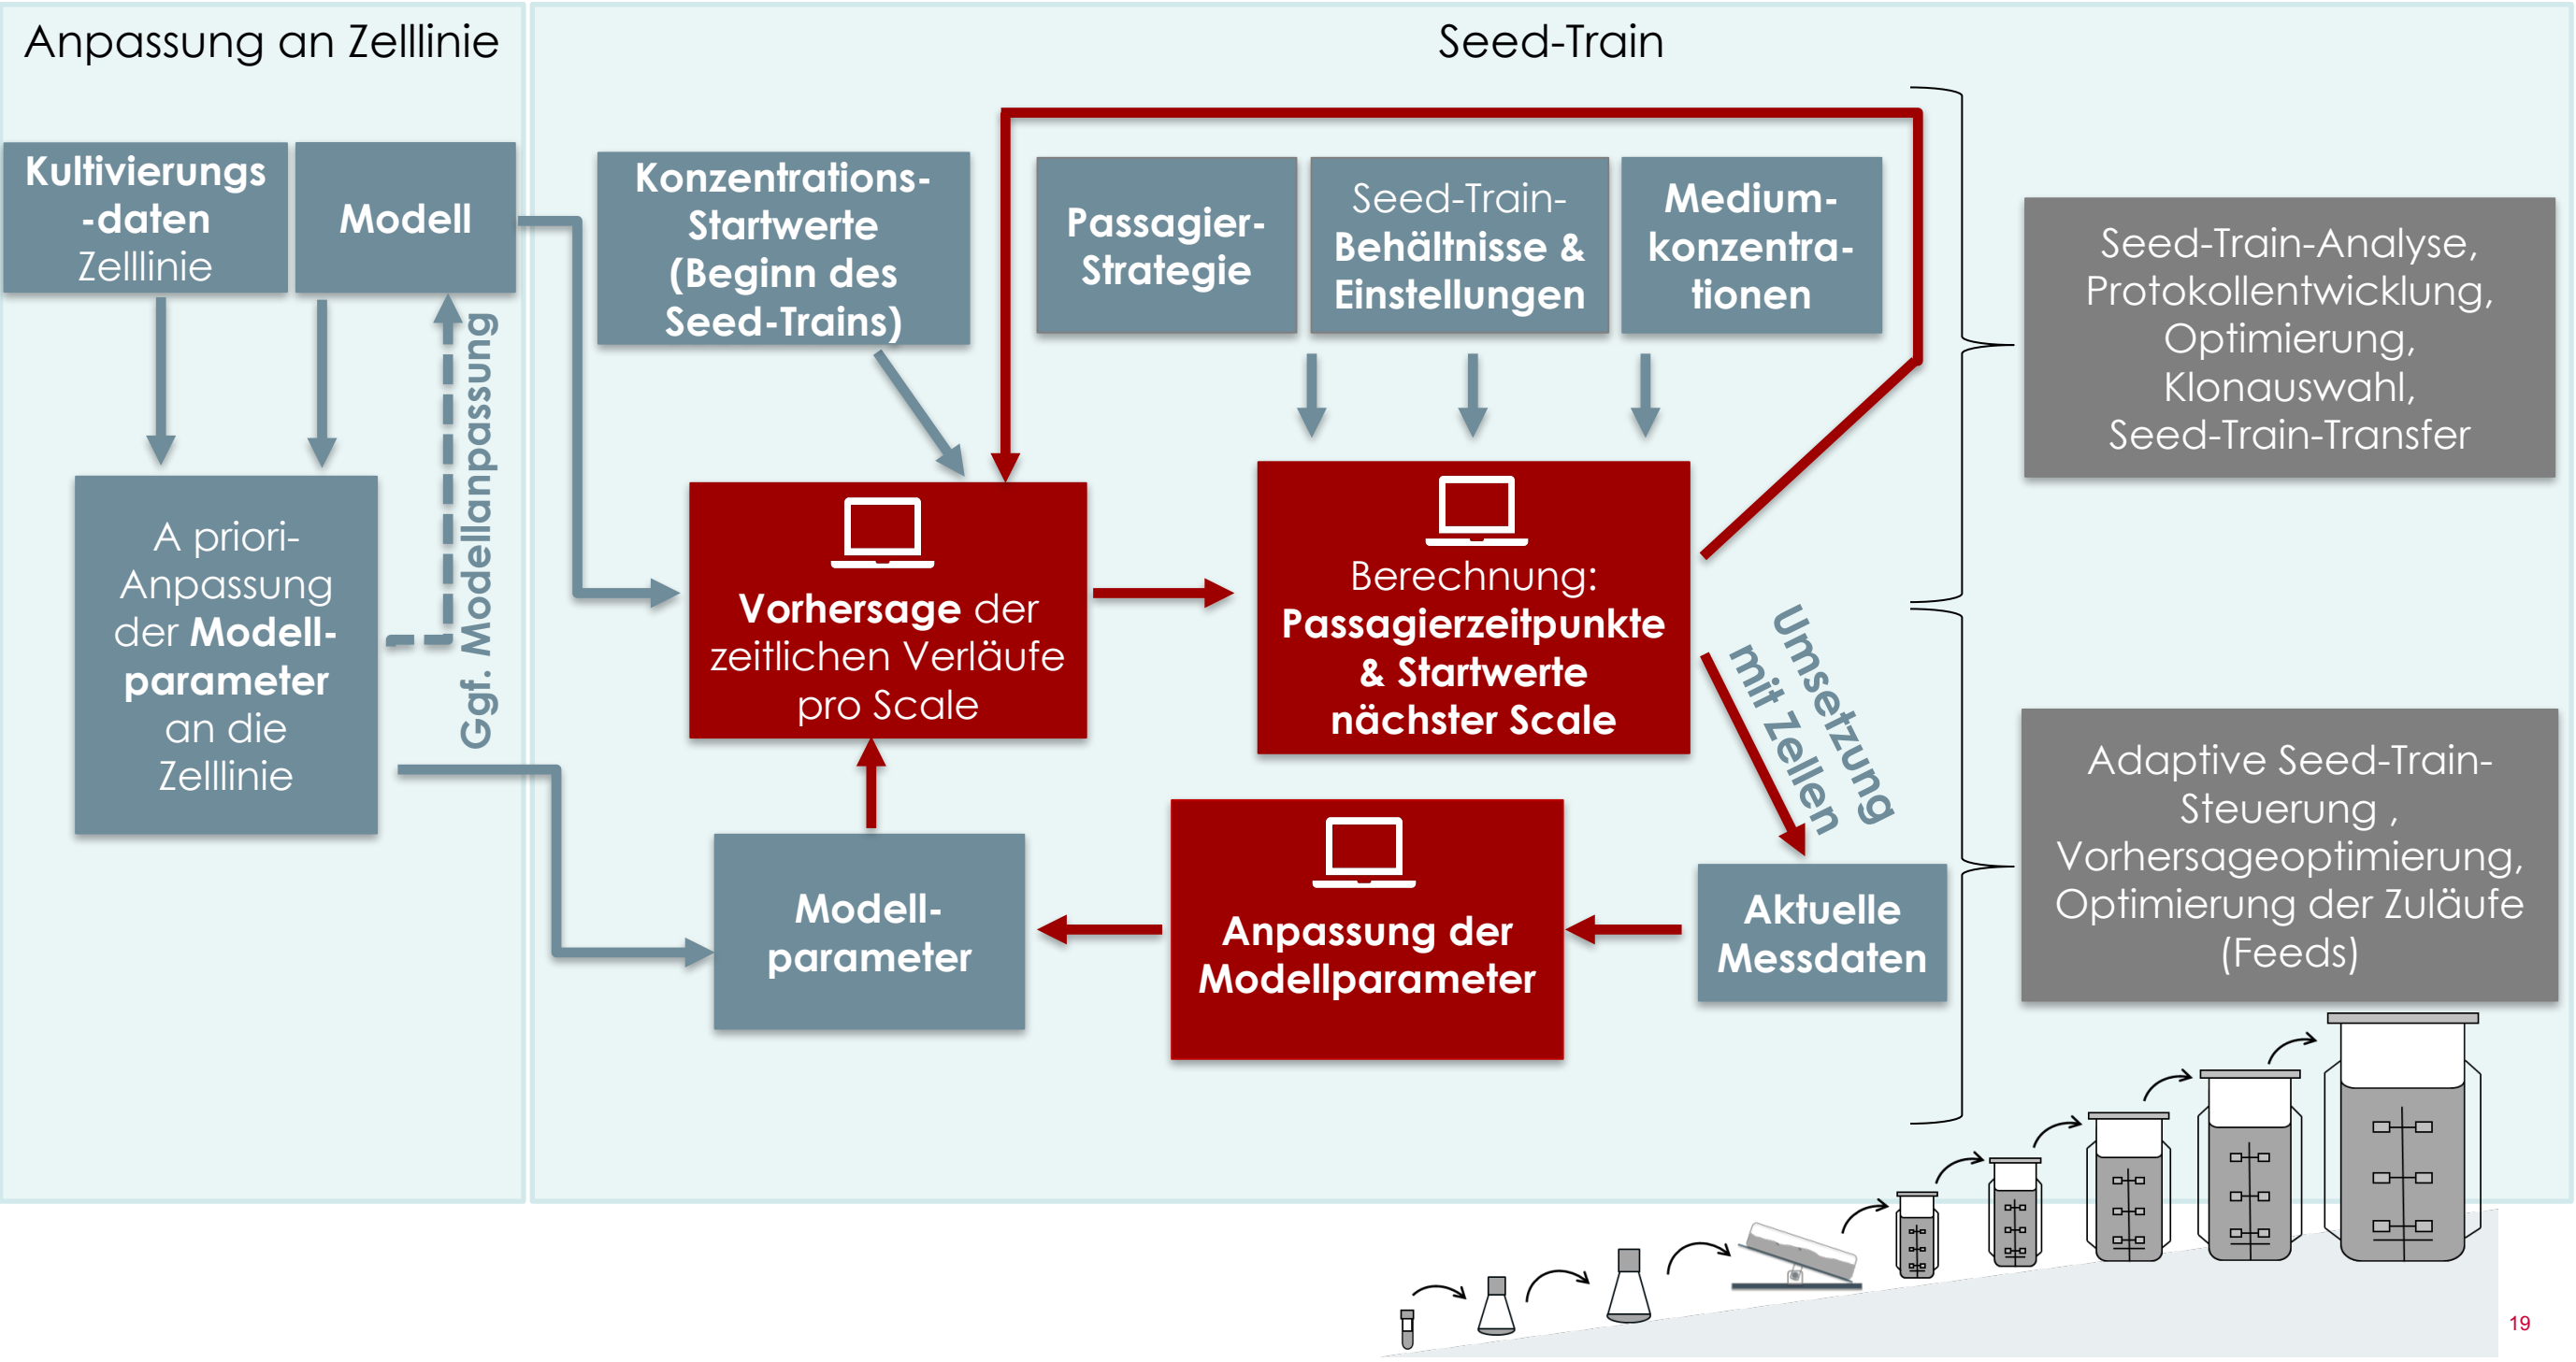 Anpassung an Zelllinie
Seed-Train
Kultivierungs
-daten
Zelllinie
Modell
Konzentrations-
Startwerte
(Beginn des
Seed-Trains)
Passagier-
Strategie
Seed-Train-
Behältnisse &
Einstellungen
Medium-
konzentra-
tionen
Seed-Train-Analyse,
Protokollentwicklung,
Optimierung,
Klonauswahl,
Seed-Train-Transfer
A priori-
Anpassung
der Modell-
parameter
an die
Zelllinie
Ggf. Modellanpassung
Vorhersage der
zeitlichen Verläufe
pro Scale
Berechnung:
Passagierzeitpunkte
& Startwerte
nächster Scale
Umsetzung
mit Zellen
Adaptive Seed-Train-
Steuerung ,
Vorhersageoptimierung,
Optimierung der Zuläufe
(Feeds)
Modell-
parameter
Anpassung der
Modellparameter
Aktuelle
Messdaten
19